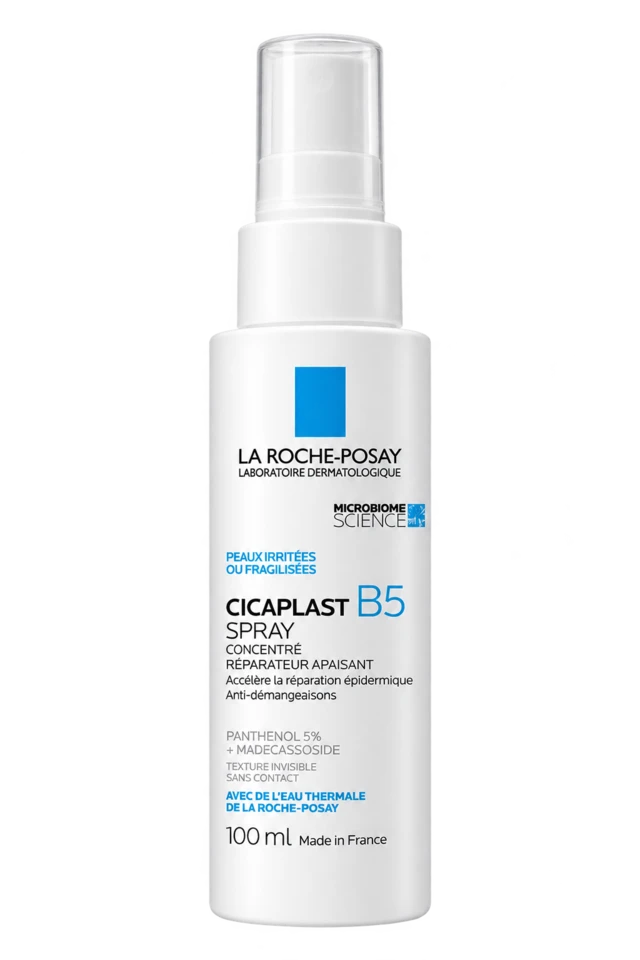 LA ROCHE-POSAY
LABORATOIRE DERMATOLOGIQUE
MICROBIOME
SCIENCE
PEAUX IRRITÉES
OU FRAGILISÉES
CICAPLAST B5
SPRAY
CONCENTRÉ
RÉPARATEUR APAISANT
Accélère la réparation épidermique
Anti-démangeaisons
PANTHENOL 5%
+ MADECASSOSIDE
TEXTURE INVISIBLE
SANS CONTACT
AVEC DE L'EAU THERMALE
DE LA ROCHE-POSAY
100 ml Made in France